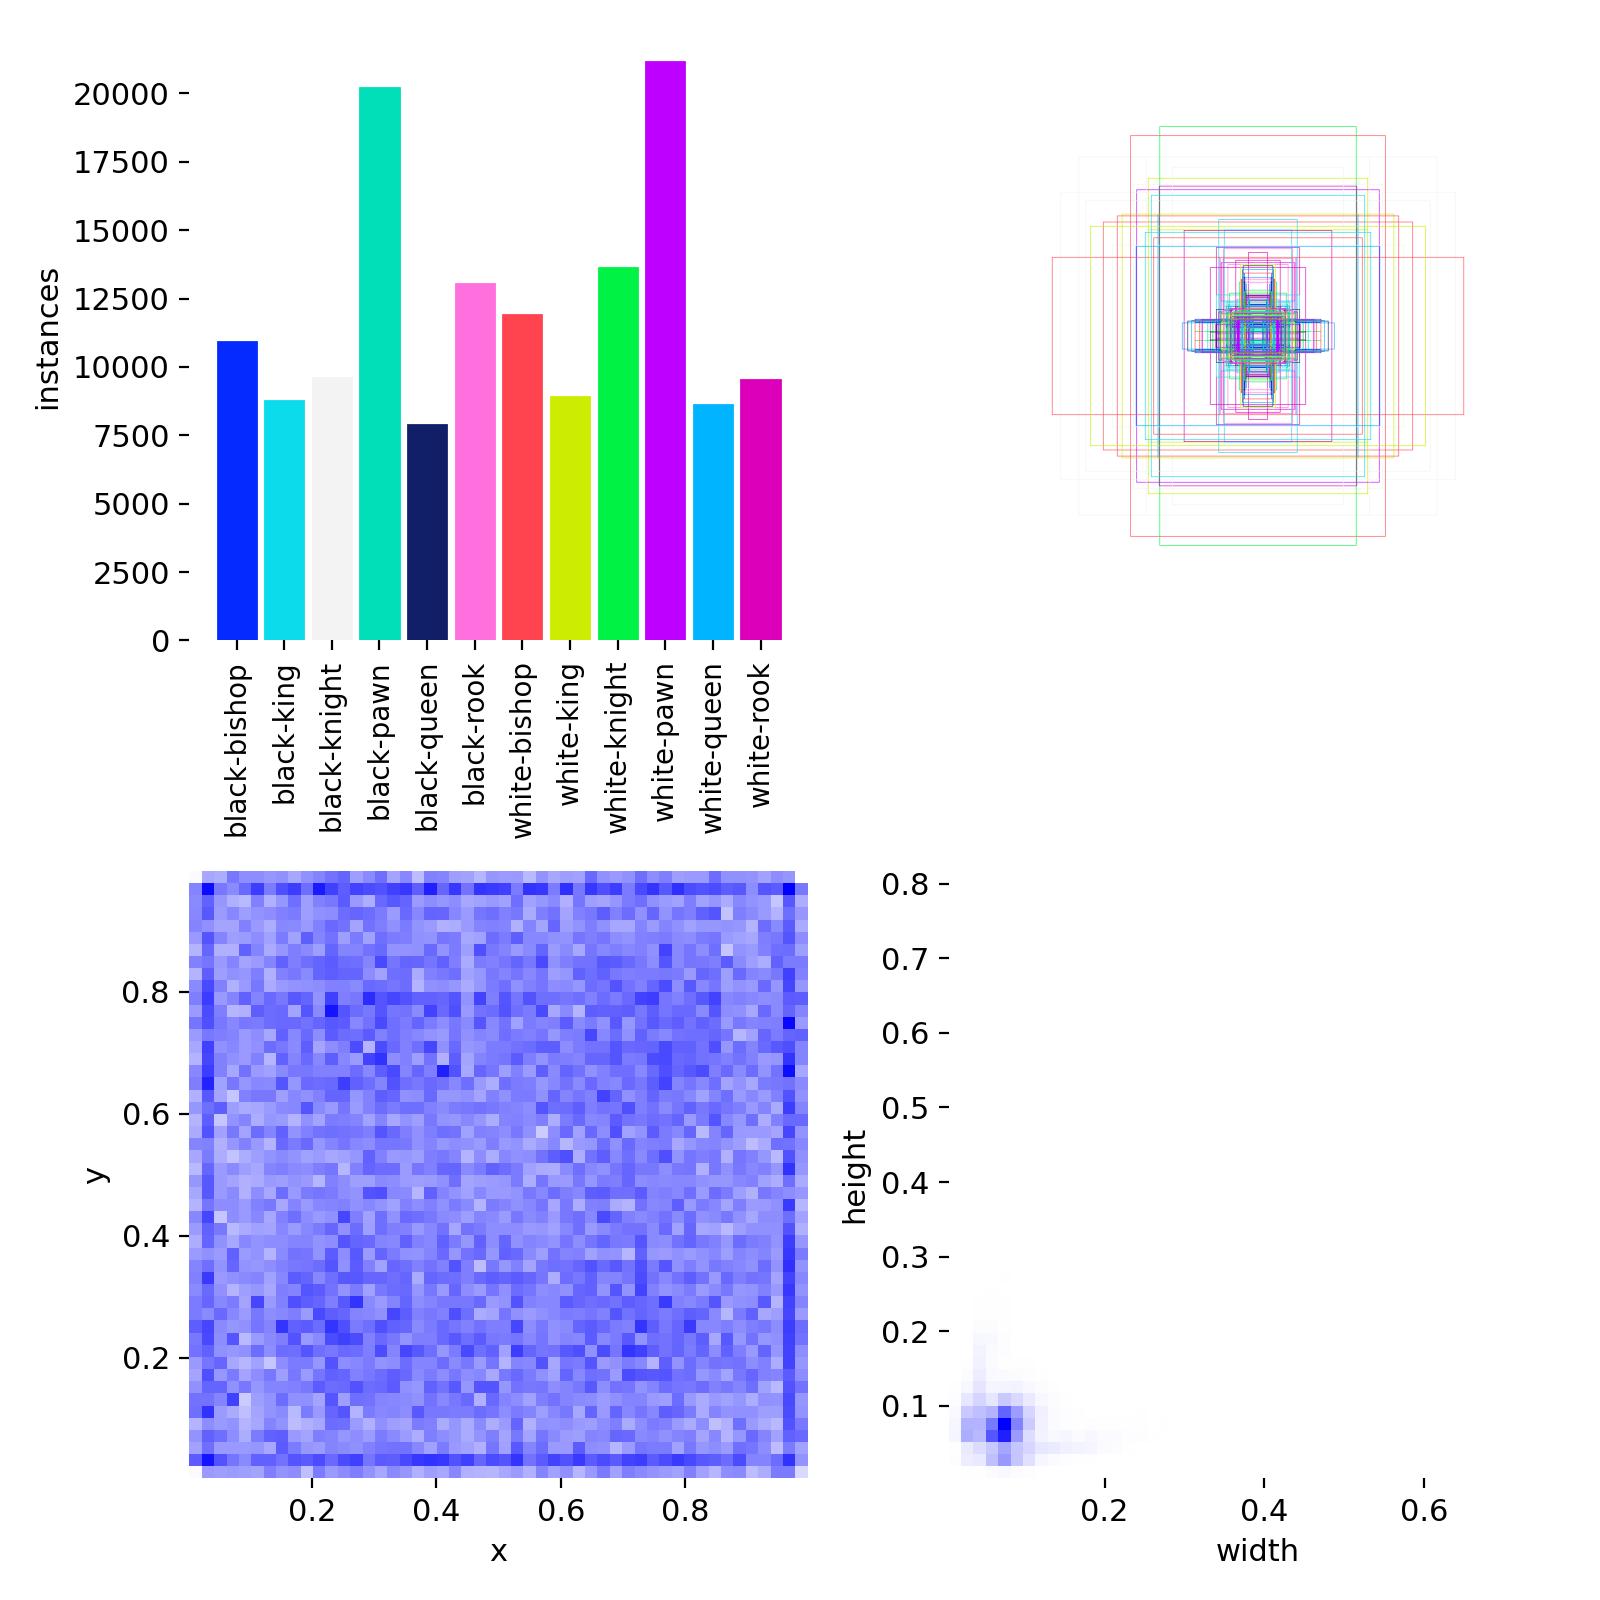 instances
20000
17500
15000
12500
10000
7500
5000
2500
0
black-bishop
black-king
black-knight
black-pawn
black-queen
black-rook
white-bishop
white-king
white-knight
white-pawn
white-queen
white-rook
y
0.8
0.6
0.4
0.2
0.2 0.4 0.6 0.8
x
height
0.8
0.7
0.6
0.5
0.4
0.3
0.2
0.1
0.2 0.4 0.6
width